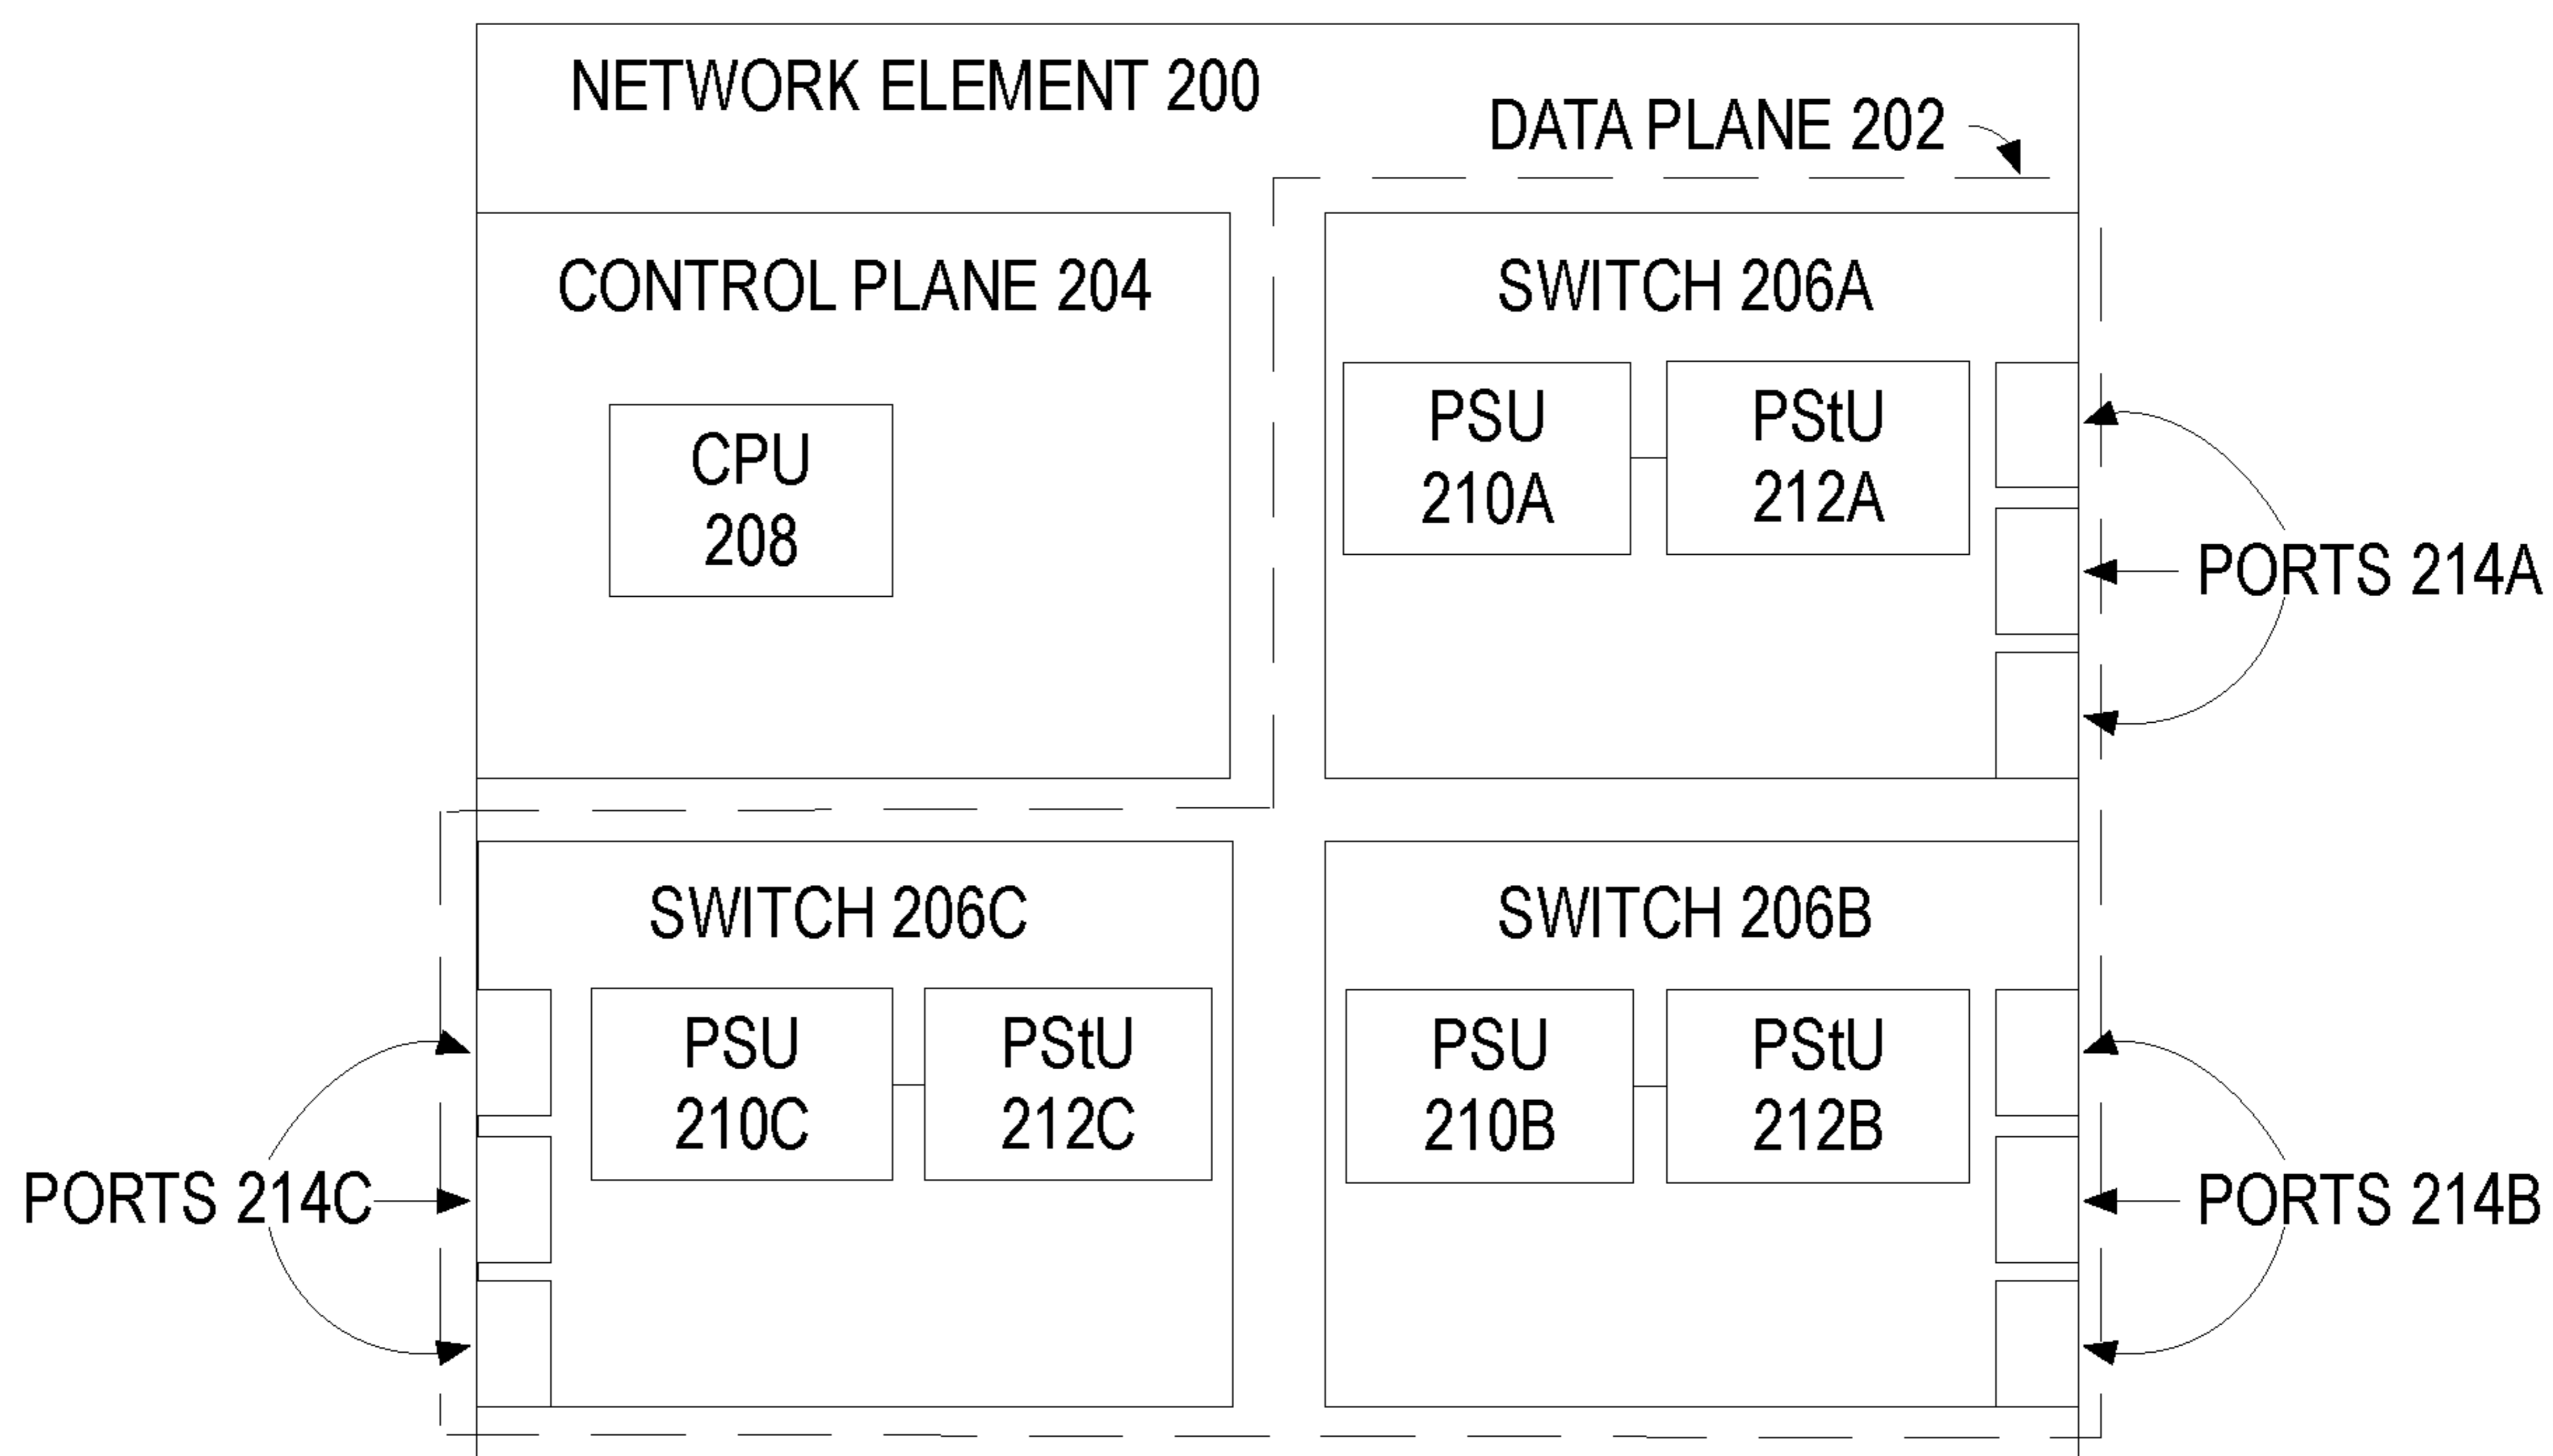 NETWORK ELEMENT 200
DATA PLANE 202
CONTROL PLANE 204
CPU
208
SWITCH 206A
PSU
210A
PStU
212A
PORTS 214A
SWITCH 206C
PSU
210C
PStU
212C
PORTS 214C
SWITCH 206B
PSU
210B
PStU
212B
PORTS 214B